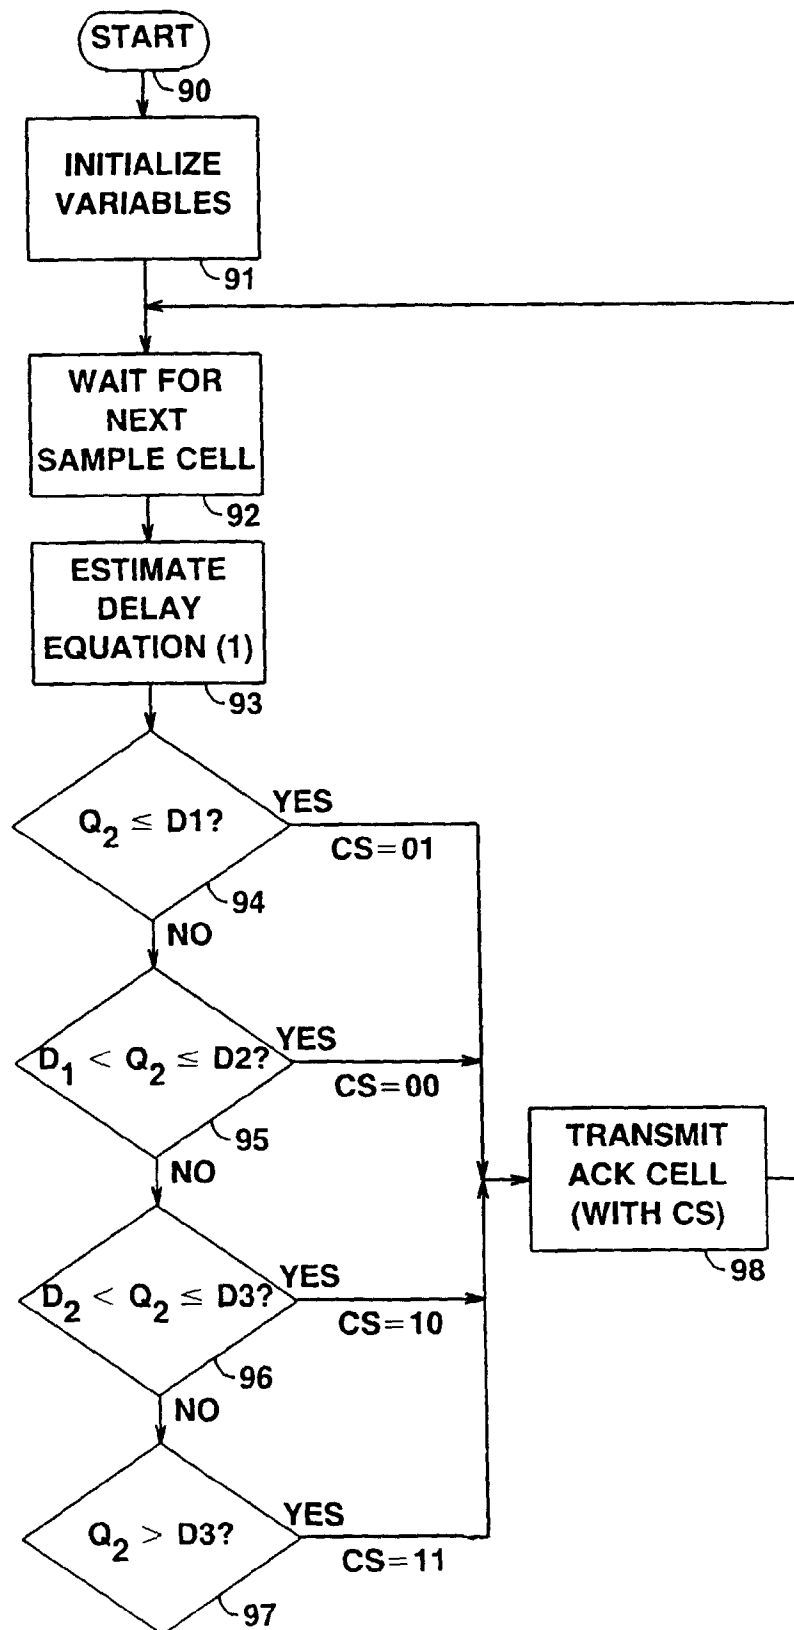 START
90
INITIALIZE
VARIABLES
91
WAIT FOR
NEXT
SAMPLE CELL
92
ESTIMATE
DELAY
EQUATION (1)
93
Q2 ≤ D1?
YES
CS=01
94
NO
D1 < Q2 ≤ D2?
YES
CS=00
95
NO
D2 < Q2 ≤ D3?
YES
CS=10
96
NO
Q2 > D3?
YES
CS=11
97
TRANSMIT
ACK CELL
(WITH CS)
98